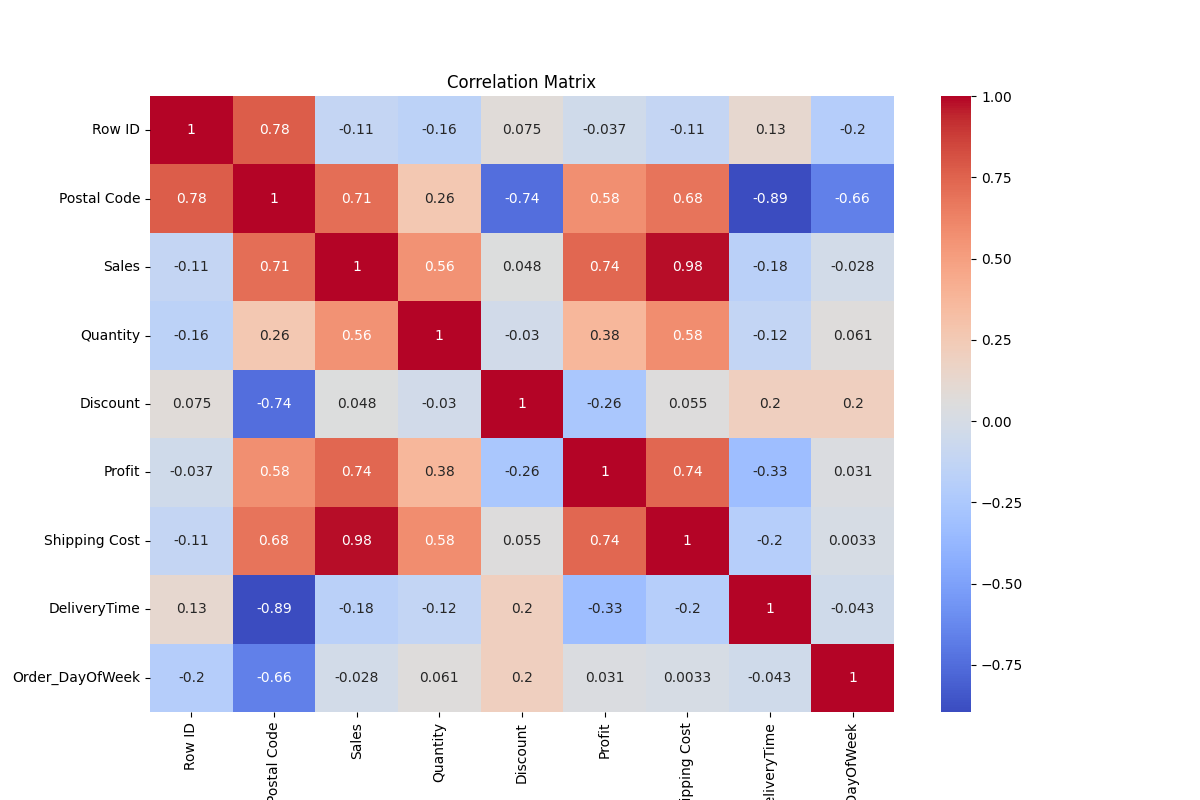 Correlation Matrix
Row ID 1 0.78 -0.11 -0.16 0.075 -0.037 -0.11 0.13 -0.2
Postal Code 0.78 1 0.71 0.26 -0.74 0.58 0.68 -0.89 -0.66
Sales -0.11 0.71 1 0.56 0.048 0.74 0.98 -0.18 -0.028
Quantity -0.16 0.26 0.56 1 -0.03 0.38 0.58 -0.12 0.061
Discount 0.075 -0.74 0.048 -0.03 1 -0.26 0.055 0.2 0.2
Profit -0.037 0.58 0.74 0.38 -0.26 1 0.74 -0.33 0.031
Shipping Cost -0.11 0.68 0.98 0.58 0.055 0.74 1 -0.2 0.0033
DeliveryTime 0.13 -0.89 -0.18 -0.12 0.2 -0.33 -0.2 1 -0.043
Order_DayOfWeek -0.2 -0.66 -0.028 0.061 0.2 0.031 0.0033 -0.043 1
Row ID
Postal Code
Sales
Quantity
Discount
Profit
ipping Cost
eliveryTime
DayOfWeek
1.00
0.75
0.50
0.25
0.00
−0.25
−0.50
−0.75